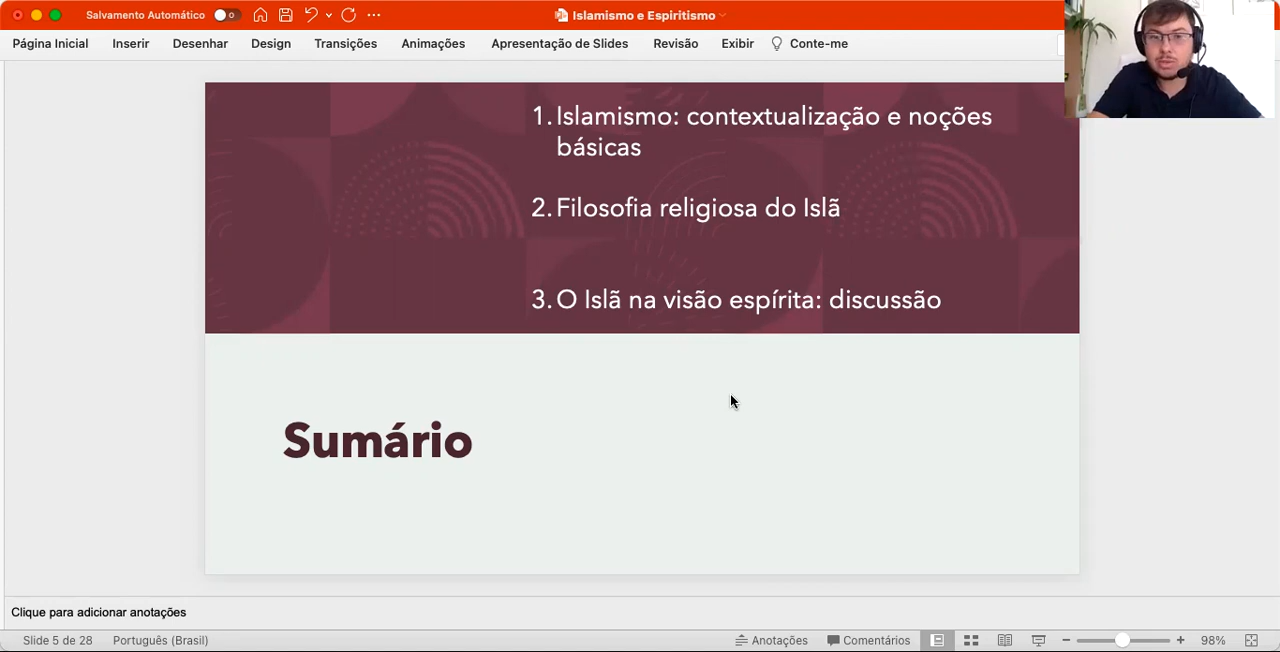 Salvamento Automático
Islamismo e Espiritismo
Página Inicial Inserir Desenhar Design Transições Animações Apresentação de Slides Revisão Exibir Conte-me
1. Islamismo: contextualização e noções
básicas
2. Filosofia religiosa do Islã
3. O Islã na visão espírita: discussão
Sumário
Clique para adicionar anotações
Slide 5 de 28 Português (Brasil) Anotações Comentários 98%